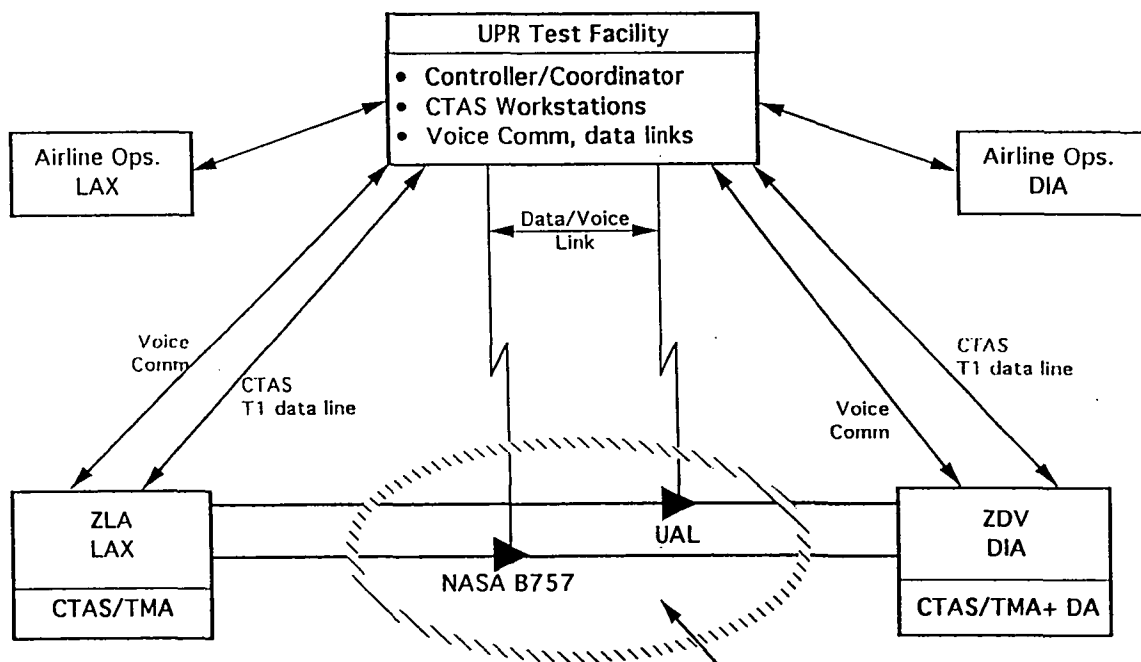 UPR Test Facility
• Controller/Coordinator
• CTAS Workstations
• Voice Comm, data links
Airline Ops.
LAX
Airline Ops.
DIA
Data/Voice
Link
Voice
Comm
CTAS
T1 data line
Voice
Comm
CTAS
T1 data line
ZLA
LAX
CTAS/TMA
UAL
NASA B757
ZDV
DIA
CTAS/TMA+ DA